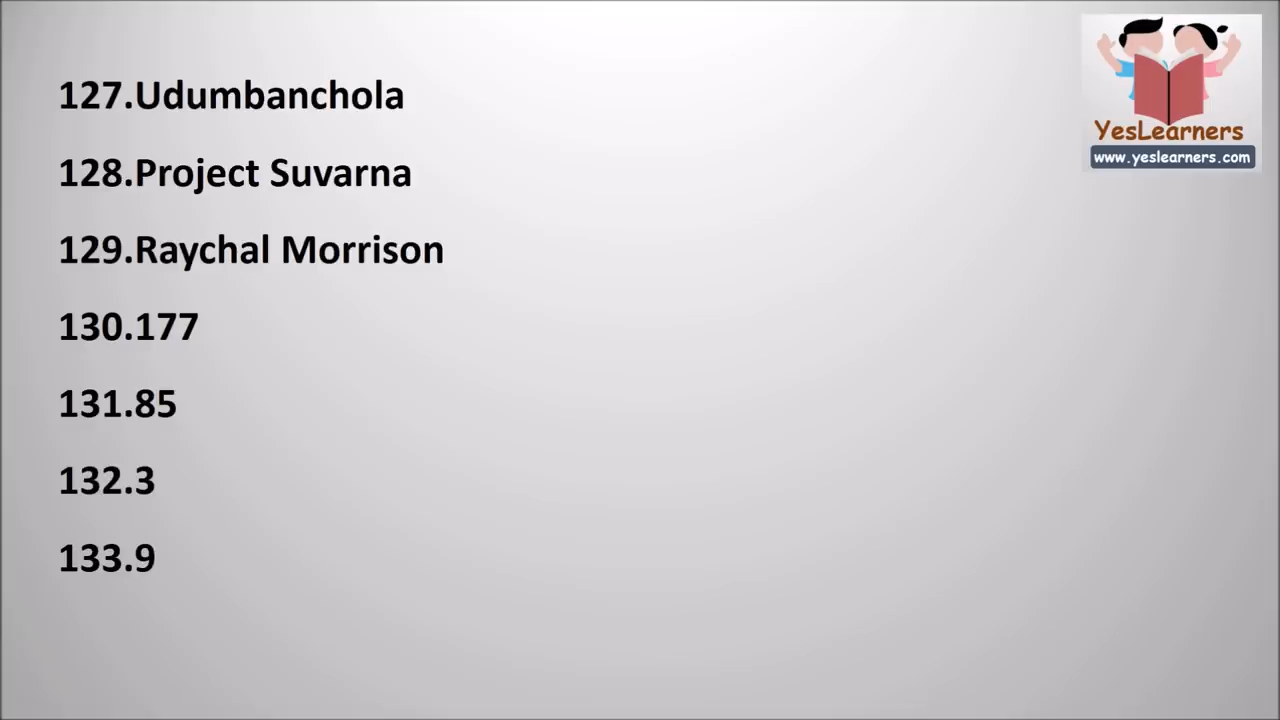 127.Udumbanchola
128.Project Suvarna
129.Raychal Morrison
130.177
131.85
132.3
133.9
YesLearners
www.yeslearners.com